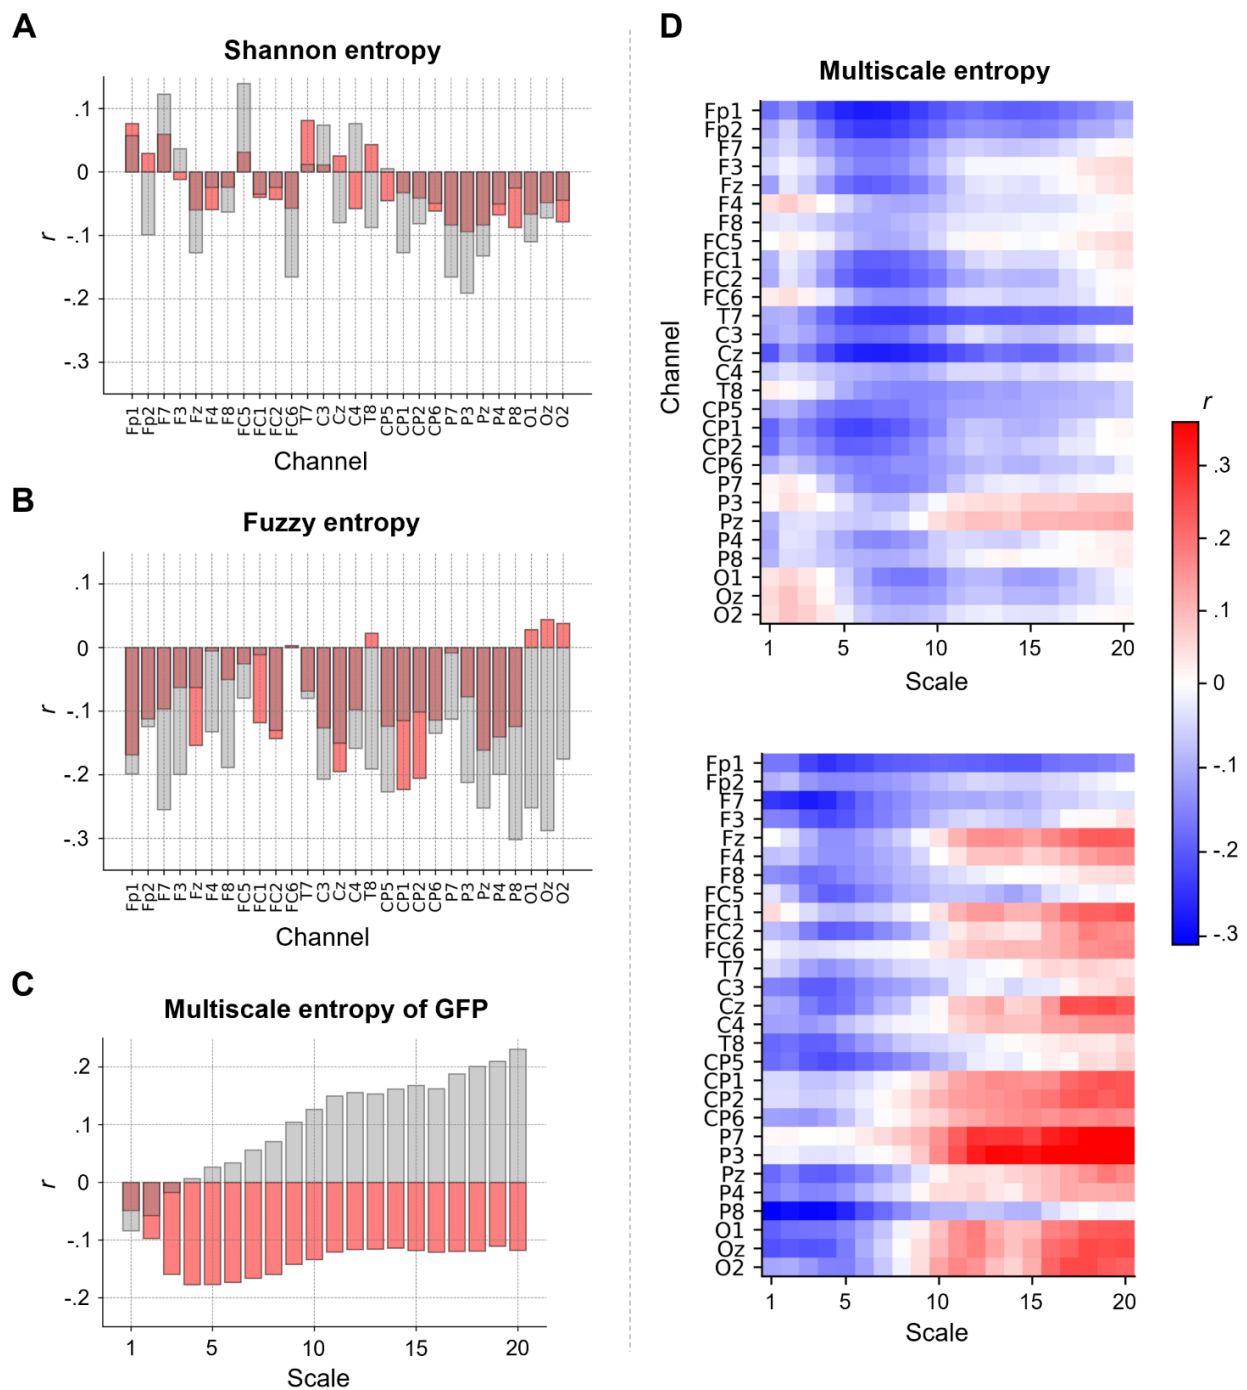 A
Shannon entropy
.1
0
-.1
-.2
-.3
r
Fp1 Fp2 F7 F3 Fz F4 F8 FC5 FC1 FC2 FC6 T7 C3 Cz C4 T8 CP5 CP1 CP2 CP6 P7 P3 Pz P4 P8 O1 Oz O2
Channel
B
Fuzzy entropy
.1
0
-.1
-.2
-.3
r
Fp1 Fp2 F7 F3 Fz F4 F8 FC5 FC1 FC2 FC6 T7 C3 Cz C4 T8 CP5 CP1 CP2 CP6 P7 P3 Pz P4 P8 O1 Oz O2
Channel
C
Multiscale entropy of GFP
.2
.1
0
-.1
-.2
r
1 5 10 15 20
Scale
D
Multiscale entropy
Channel
Fp1
Fp2
F7
F3
Fz
F4
F8
FC5
FC1
FC2
FC6
T7
C3
Cz
C4
T8
CP5
CP1
CP2
CP6
P7
P3
Pz
P4
P8
O1
Oz
O2
1 5 10 15 20
Scale
Fp1
Fp2
F7
F3
Fz
F4
F8
FC5
FC1
FC2
FC6
T7
C3
Cz
C4
T8
CP5
CP1
CP2
CP6
P7
P3
Pz
P4
P8
O1
Oz
O2
1 5 10 15 20
Scale
r
.3
.2
.1
0
-.1
-.2
-.3